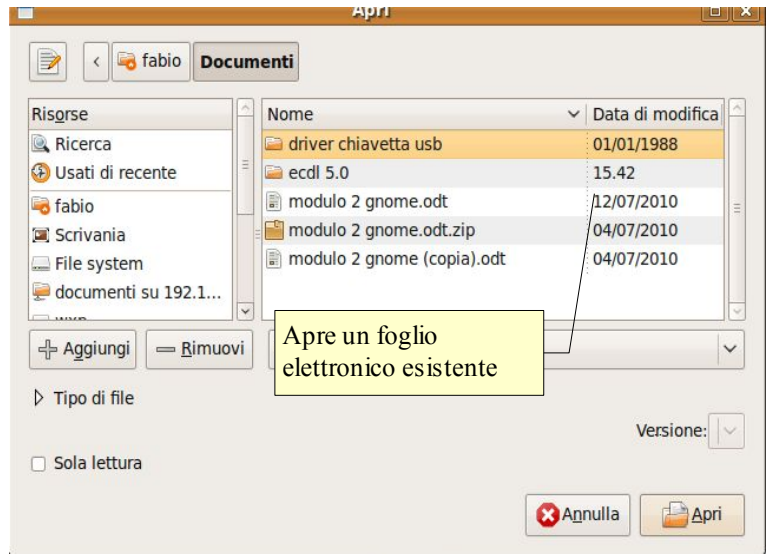 Apri
fabio Documenti
Risorse Nome Data di modifica
Ricerca driver chiavetta usb 01/01/1988
Usati di recente ecdl 5.0 15.42
fabio modulo 2 gnome.odt 12/07/2010
Scrivania modulo 2 gnome.odt.zip 04/07/2010
File system modulo 2 gnome (copia).odt 04/07/2010
documenti su 192.1...
Aggiungi Rimuovi
Apre un foglio
elettronico esistente
Tipo di file
Versione:
Sola lettura
Annulla Apri